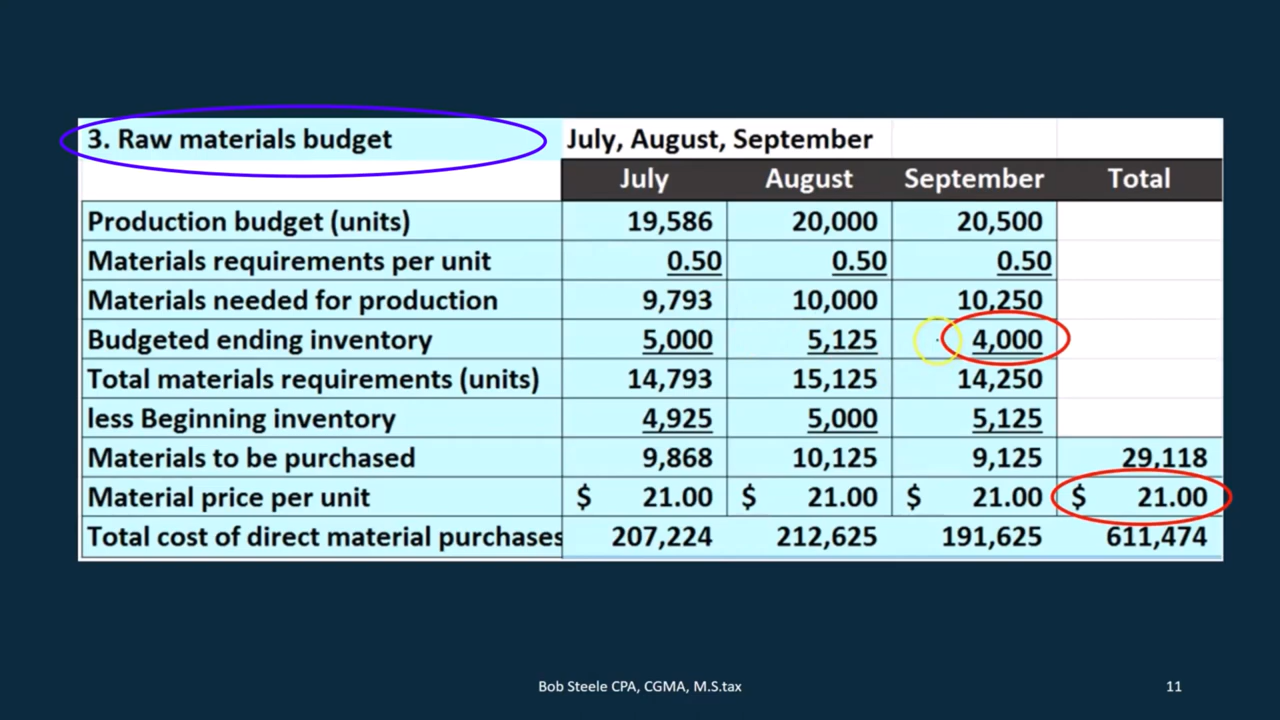 3. Raw materials budget July, August, September
July August September Total
Production budget (units) 19,586 20,000 20,500
Materials requirements per unit 0.50 0.50 0.50
Materials needed for production 9,793 10,000 10,250
Budgeted ending inventory 5,000 5,125 4,000
Total materials requirements (units) 14,793 15,125 14,250
less Beginning inventory 4,925 5,000 5,125
Materials to be purchased 9,868 10,125 9,125 29,118
Material price per unit $ 21.00 $ 21.00 $ 21.00 $ 21.00
Total cost of direct material purchases 207,224 212,625 191,625 611,474
Bob Steele CPA, CGMA, M.S.tax 11